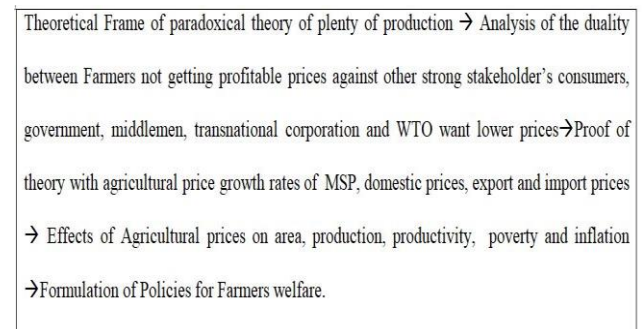 Theoretical Frame of paradoxical theory of plenty of production → Analysis of the duality
between Farmers not getting profitable prices against other strong stakeholder’s consumers,
government, middlemen, transnational corporation and WTO want lower prices→Proof of
theory with agricultural price growth rates of MSP, domestic prices, export and import prices
→ Effects of Agricultural prices on area, production, productivity, poverty and inflation
→Formulation of Policies for Farmers welfare.